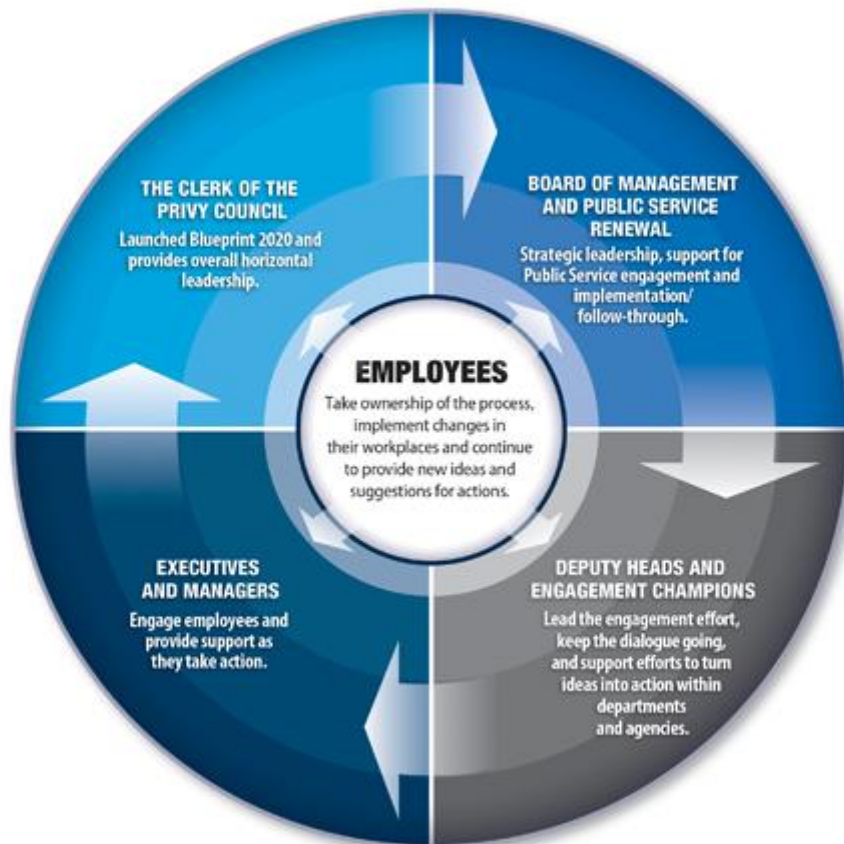 THE CLERK OF THE
PRIVY COUNCIL
Launched Blueprint 2020 and
provides overall horizontal
leadership.
BOARD OF MANAGEMENT
AND PUBLIC SERVICE
RENEWAL
Strategic leadership, support for
Public Service engagement and
implementation/
follow-through.
EMPLOYEES
Take ownership of the process,
implement changes in
their workplaces and continue
to provide new ideas and
suggestions for actions.
EXECUTIVES
AND MANAGERS
Engage employees and
provide support as
they take action.
DEPUTY HEADS AND
ENGAGEMENT CHAMPIONS
Lead the engagement effort,
keep the dialogue going,
and support efforts to turn
ideas into action within
departments
and agencies.